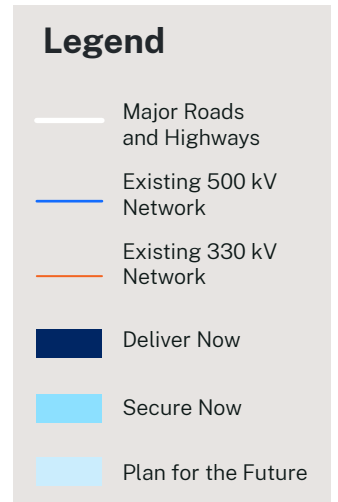 Legend
Major Roads
and Highways
Existing 500 kV
Network
Existing 330 kV
Network
Deliver Now
Secure Now
Plan for the Future